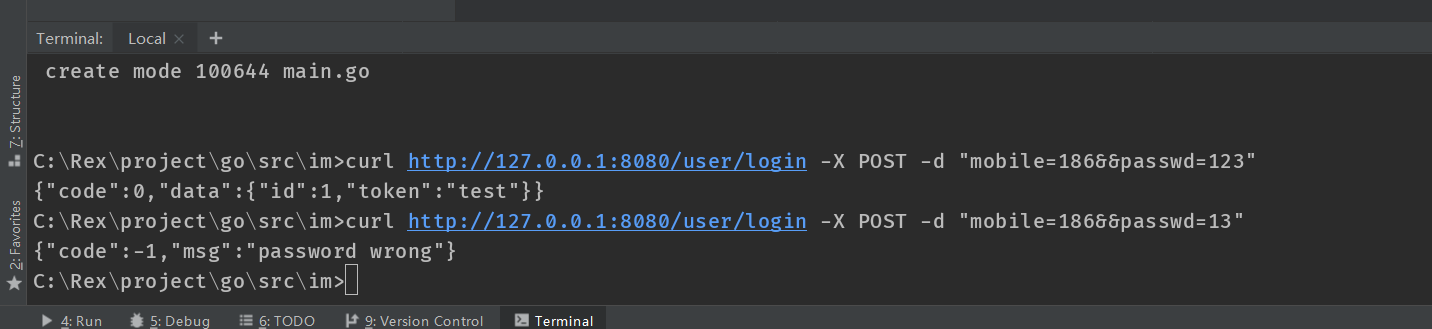 Terminal: Local × +
create mode 100644 main.go
C:\Rex\project\go\src\im>curl http://127.0.0.1:8080/user/login -X POST -d "mobile=186&&passwd=123"
{"code":0,"data":{"id":1,"token":"test"}}
C:\Rex\project\go\src\im>curl http://127.0.0.1:8080/user/login -X POST -d "mobile=186&&passwd=13"
{"code":-1,"msg":"password wrong"}
C:\Rex\project\go\src\im>
7: Structure
2: Favorites
4: Run 5: Debug 6: TODO 9: Version Control Terminal